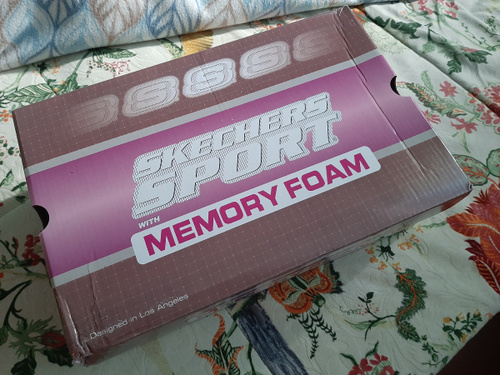 SKECHERS
SPORT
WITH
MEMORY FOAM
Designed in Los Angeles